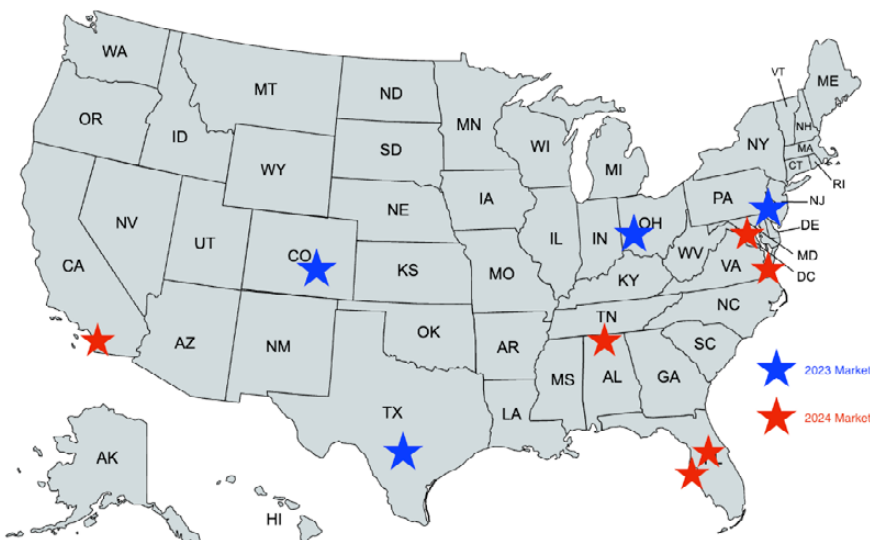 WA
MT
ND
MN
VT
ME
OR
ID
SD
WI
NY
NH
MA
WY
MI
CT
RI
IA
PA
NJ
NE
NV
OH
DE
UT
IL
IN
CO
WV
MD
CA
KS
MO
VA
DC
KY
NC
TN
OK
AZ
NM
AR
SC
MS
AL
GA
2023 Market
TX
LA
2024 Market
AK
HI